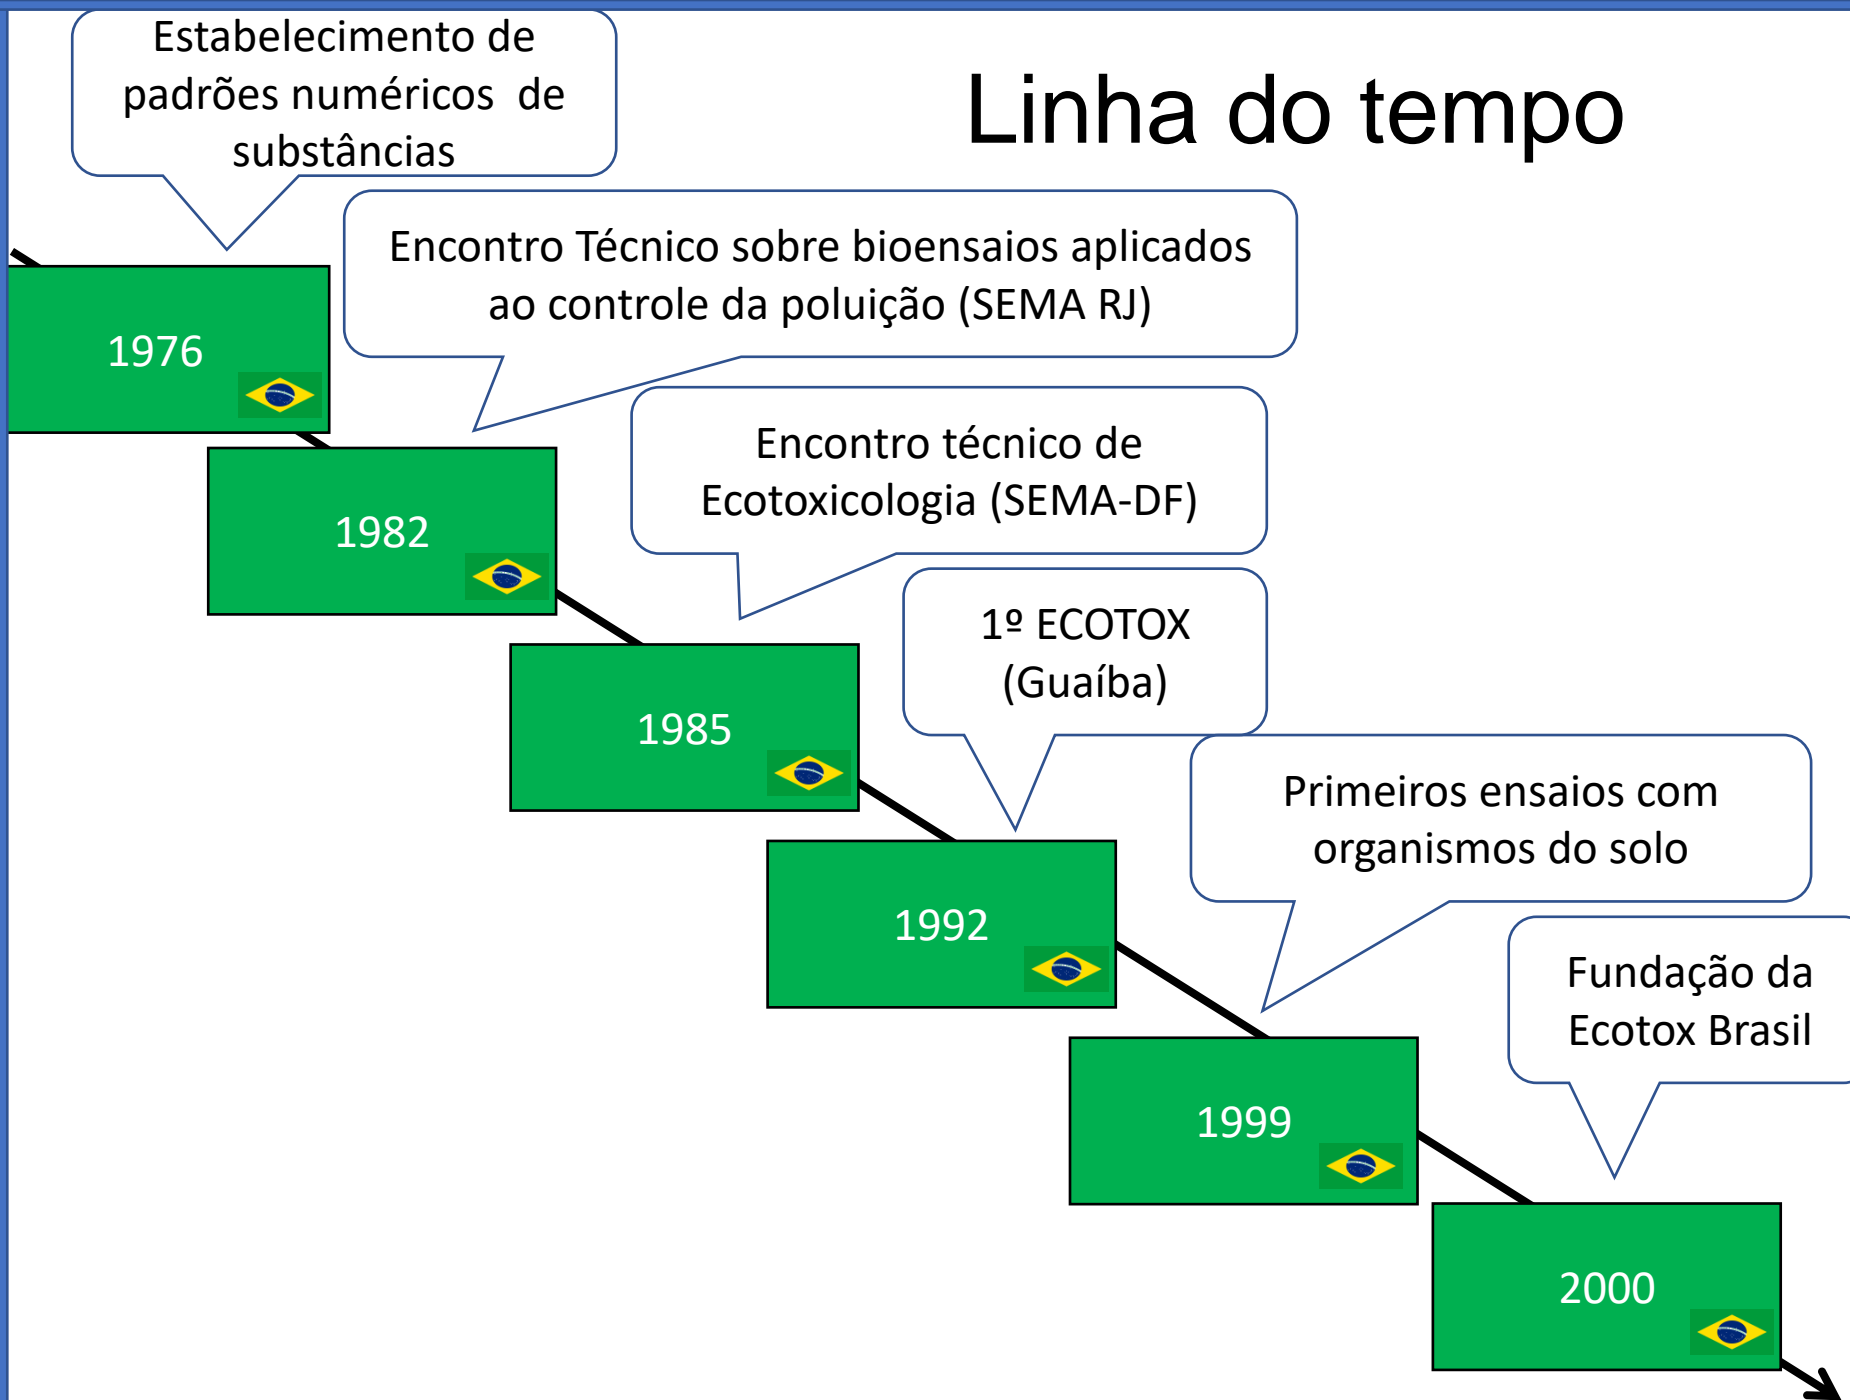 Linha do tempo
Estabelecimento de
padrões numéricos de
substâncias
1976
Encontro Técnico sobre bioensaios aplicados
ao controle da poluição (SEMA RJ)
1982
Encontro técnico de
Ecotoxicologia (SEMA-DF)
1985
1º ECOTOX
(Guaíba)
1992
Primeiros ensaios com
organismos do solo
1999
Fundação da
Ecotox Brasil
2000